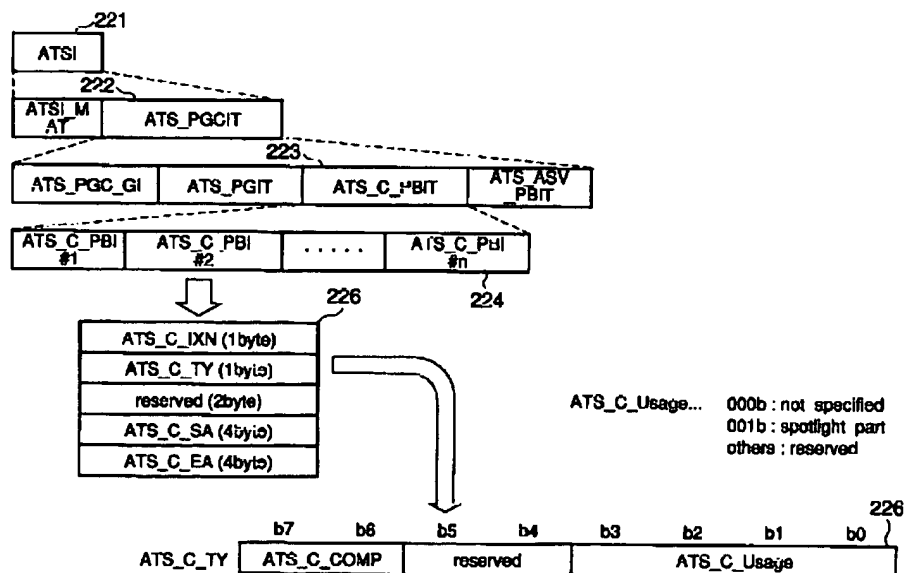 221
ATSI
222
ATSI_M
AT
ATS_PGCIT
223
ATS_PGC_GI
ATS_PGIT
ATS_C_PBIT
ATS_ASV
_PBIT
ATS_C_PBI
#1
ATS_C_PBI
#2
.....
ATS_C_PBI
#n
224
226
ATS_C_IXN (1byte)
ATS_C_TY (1byte)
reserved (2byte)
ATS_C_SA (4byte)
ATS_C_EA (4byte)
ATS_C_Usage... 000b : not specified
001b : spotlight part
others : reserved
226
b7 b6 b5 b4 b3 b2 b1 b0
ATS_C_TY ATS_C_COMP reserved ATS_C_Usage